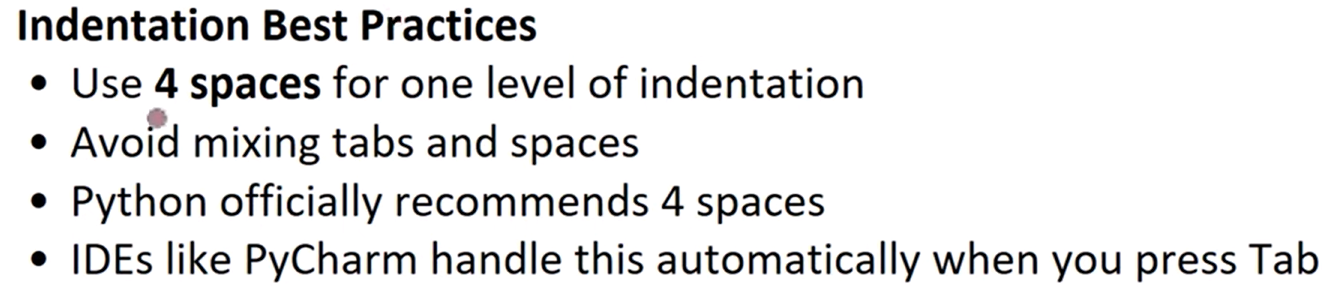 Indentation Best Practices
• Use 4 spaces for one level of indentation
• Avoid mixing tabs and spaces
• Python officially recommends 4 spaces
• IDEs like PyCharm handle this automatically when you press Tab